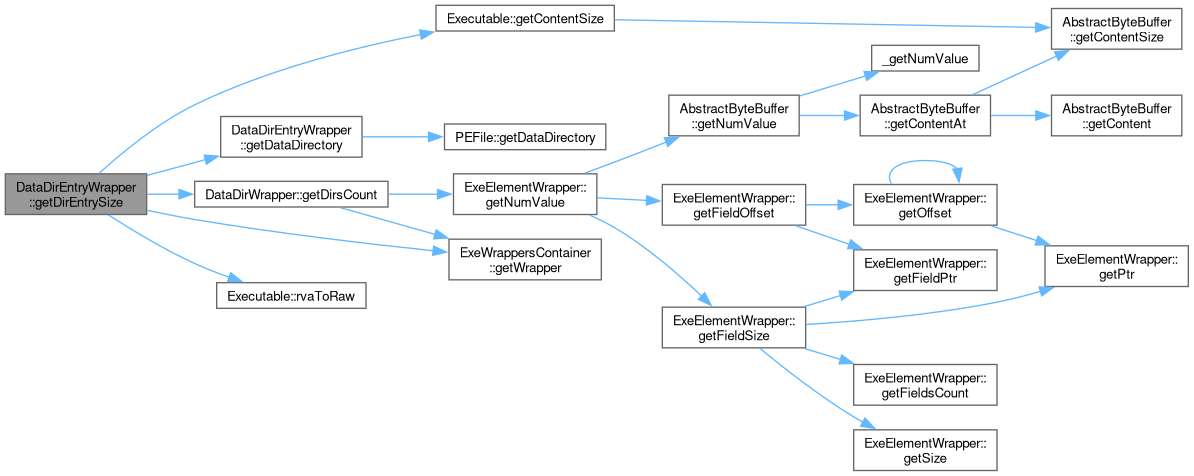 Executable::getContentSize
AbstractByteBuffer
::getContentSize
_getNumValue
AbstractByteBuffer
::getNumValue
AbstractByteBuffer
::getContentAt
AbstractByteBuffer
::getContent
DataDirEntryWrapper
::getDataDirectory
PEFile::getDataDirectory
DataDirEntryWrapper
::getDirEntrySize
DataDirWrapper::getDirsCount
ExeElementWrapper::
getNumValue
ExeElementWrapper::
getFieldOffset
ExeElementWrapper::
getOffset
ExeWrappersContainer
::getWrapper
ExeElementWrapper::
getFieldPtr
ExeElementWrapper::
getPtr
Executable::rvaToRaw
ExeElementWrapper::
getFieldSize
ExeElementWrapper::
getFieldsCount
ExeElementWrapper::
getSize